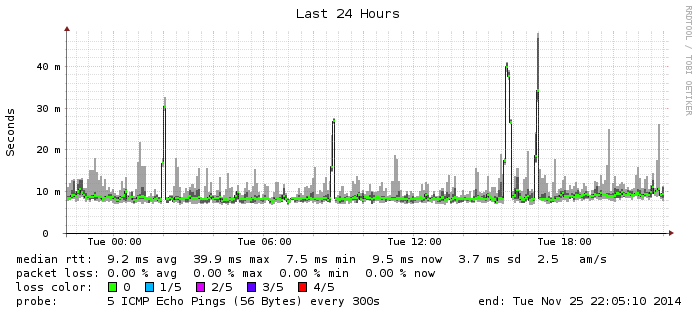 Last 24 Hours
RRDTOOL / TOBI OETIKER
Seconds
40 m
30 m
20 m
10 m
0
Tue 00:00 Tue 06:00 Tue 12:00 Tue 18:00
median rtt: 9.2 ms avg 39.9 ms max 7.5 ms min 9.5 ms now 3.7 ms sd 2.5 am/s
packet loss: 0.00 % avg 0.00 % max 0.00 % min 0.00 % now
loss color: 0 1/5 2/5 3/5 4/5
probe: 5 ICMP Echo Pings (56 Bytes) every 300s end: Tue Nov 25 22:05:10 2014